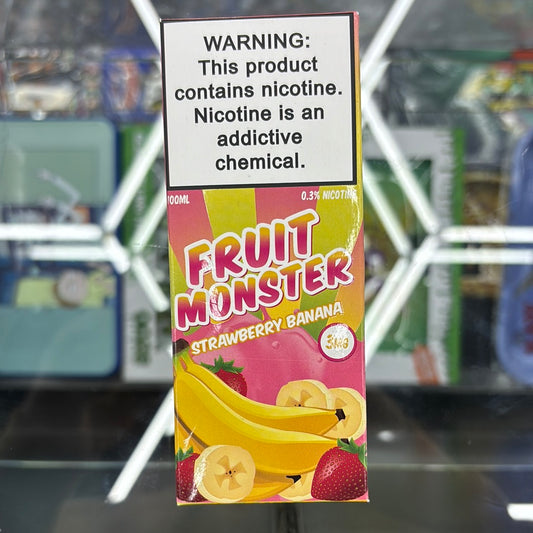 WARNING:
This product
contains nicotine.
Nicotine is an
addictive
chemical.
100ML 0.3% NICOTINE
FRUIT
MONSTER
STRAWBERRY BANANA
3MG